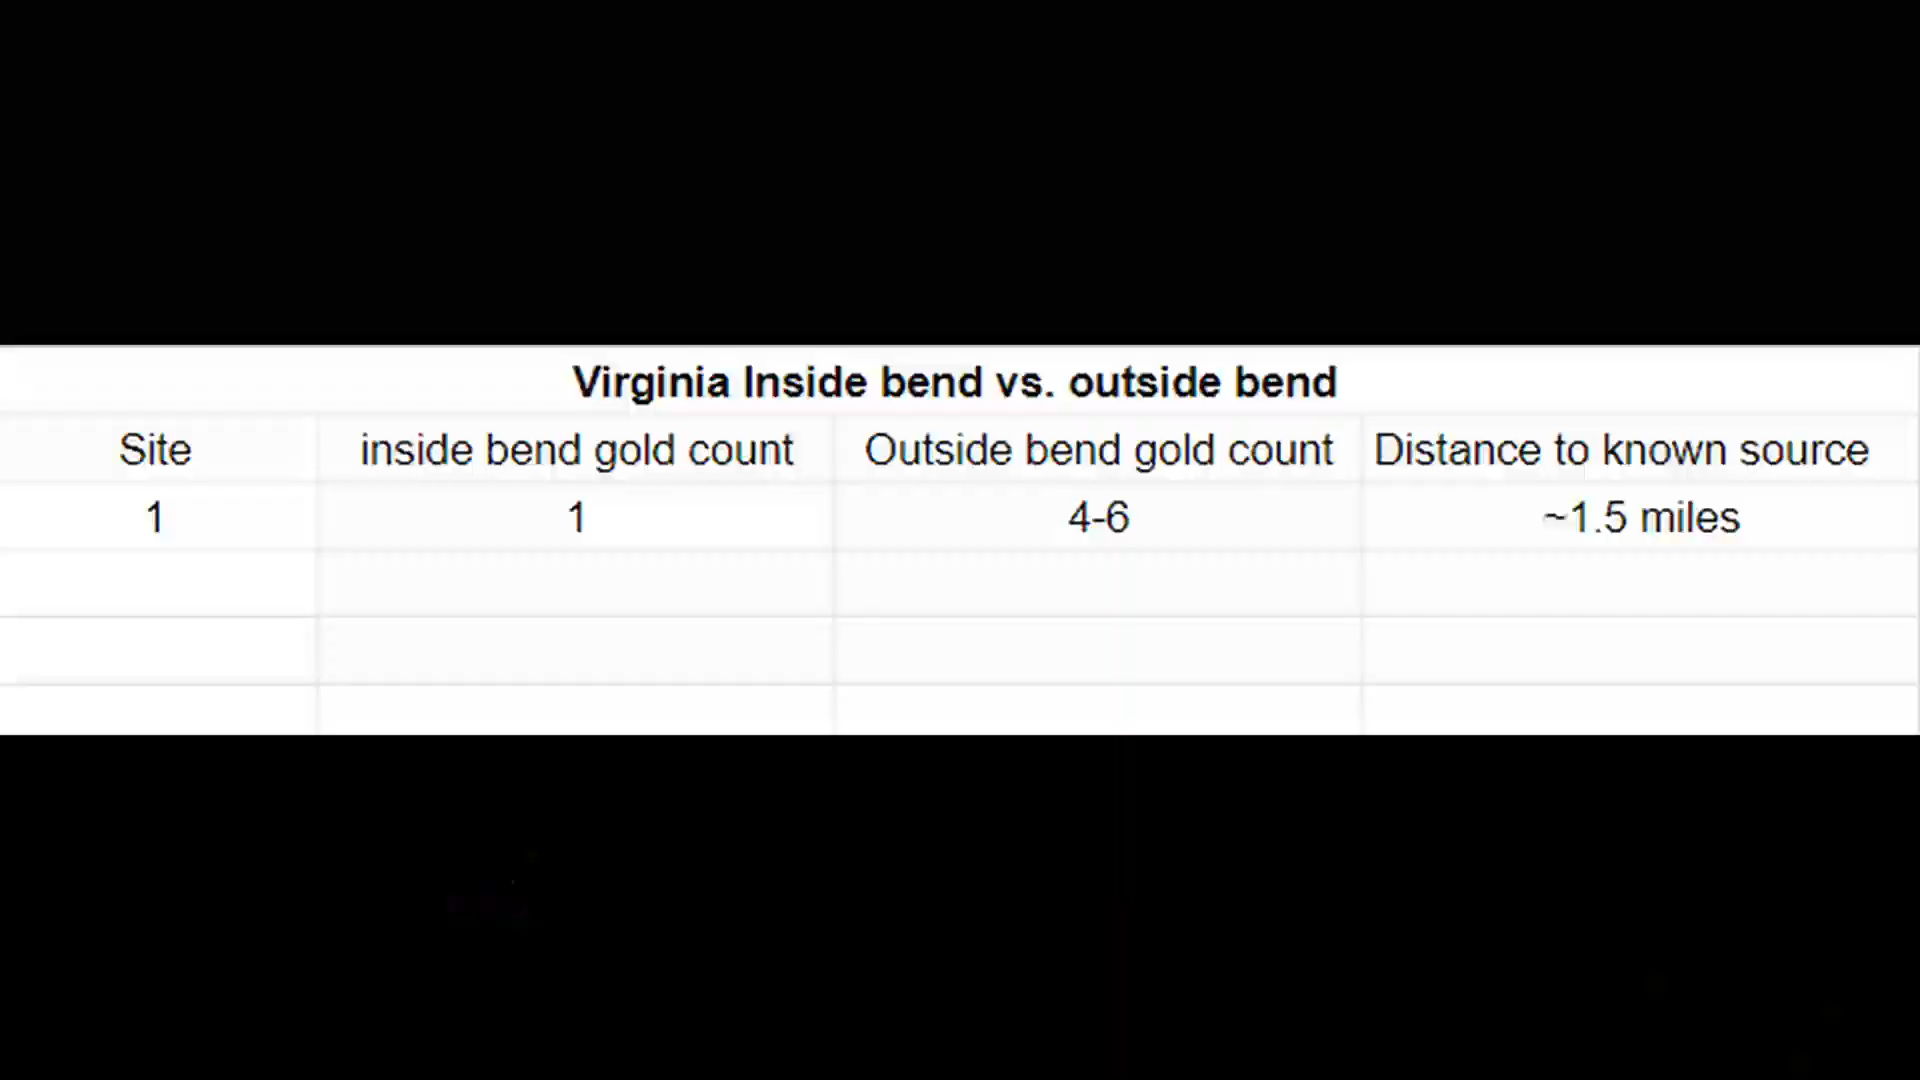 Virginia Inside bend vs. outside bend
Site inside bend gold count Outside bend gold count Distance to known source
1 1 4-6 ~1.5 miles